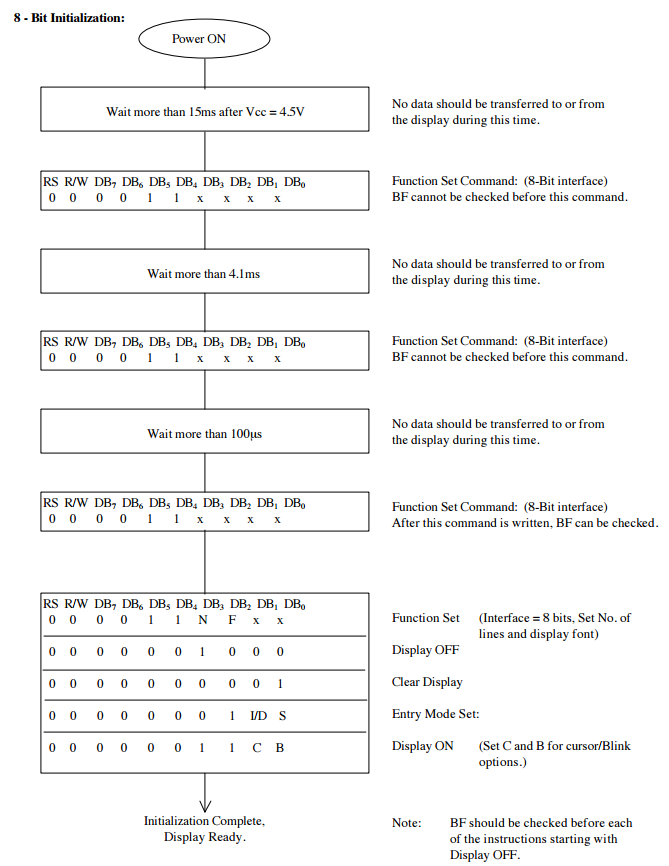 8 - Bit Initialization:
Power ON
Wait more than 15ms after Vcc = 4.5V
No data should be transferred to or from
the display during this time.
RS R/W DB₇ DB₆ DB₅ DB₄ DB₃ DB₂ DB₁ DB₀
0 0 0 0 1 1 x x x x
Function Set Command: (8-Bit interface)
BF cannot be checked before this command.
Wait more than 4.1ms
No data should be transferred to or from
the display during this time.
RS R/W DB₇ DB₆ DB₅ DB₄ DB₃ DB₂ DB₁ DB₀
0 0 0 0 1 1 x x x x
Function Set Command: (8-Bit interface)
BF cannot be checked before this command.
Wait more than 100µs
No data should be transferred to or from
the display during this time.
RS R/W DB₇ DB₆ DB₅ DB₄ DB₃ DB₂ DB₁ DB₀
0 0 0 0 1 1 x x x x
Function Set Command: (8-Bit interface)
After this command is written, BF can be checked.
RS R/W DB₇ DB₆ DB₅ DB₄ DB₃ DB₂ DB₁ DB₀
0 0 0 0 1 1 N F x x
Function Set (Interface = 8 bits, Set No. of
lines and display font)
0 0 0 0 0 0 1 0 0 0
Display OFF
0 0 0 0 0 0 0 0 0 1
Clear Display
0 0 0 0 0 0 0 1 I/D S
Entry Mode Set:
0 0 0 0 0 0 1 1 C B
Display ON (Set C and B for cursor/Blink
options.)
Initialization Complete,
Display Ready.
Note: BF should be checked before each
of the instructions starting with
Display OFF.